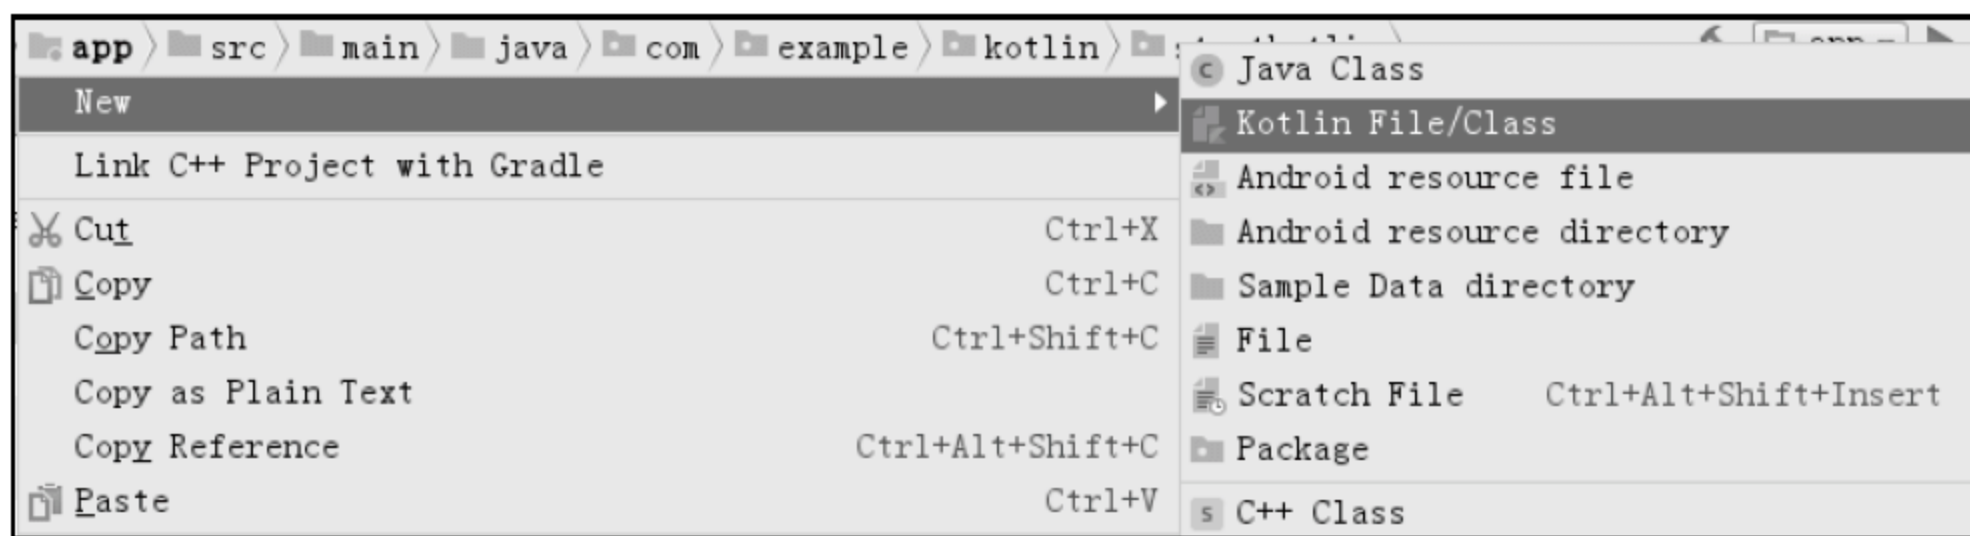 app src main java com example kotlin
New
Link C++ Project with Gradle
Cut Ctrl+X
Copy Ctrl+C
Copy Path Ctrl+Shift+C
Copy as Plain Text
Copy Reference Ctrl+Alt+Shift+C
Paste Ctrl+V
Java Class
Kotlin File/Class
Android resource file
Android resource directory
Sample Data directory
File
Scratch File Ctrl+Alt+Shift+Insert
Package
C++ Class